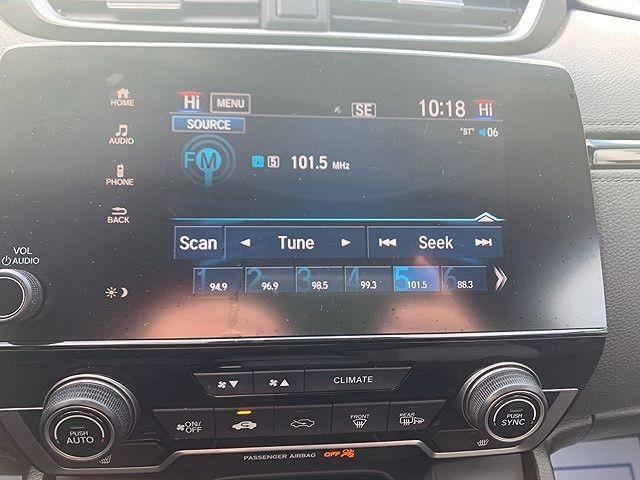 HOME
AUDIO
PHONE
BACK
VOL
AUDIO
Hi MENU SE 10:18 Hi
SOURCE "ST" 06
FM A 5 101.5 MHz
Scan Tune Seek
1 94.9 2 96.9 3 98.5 4 99.3 5 101.5 6 88.3
CLIMATE
PUSH AUTO
ON/OFF
FRONT
REAR
PUSH SYNC
PASSENGER AIRBAG OFF